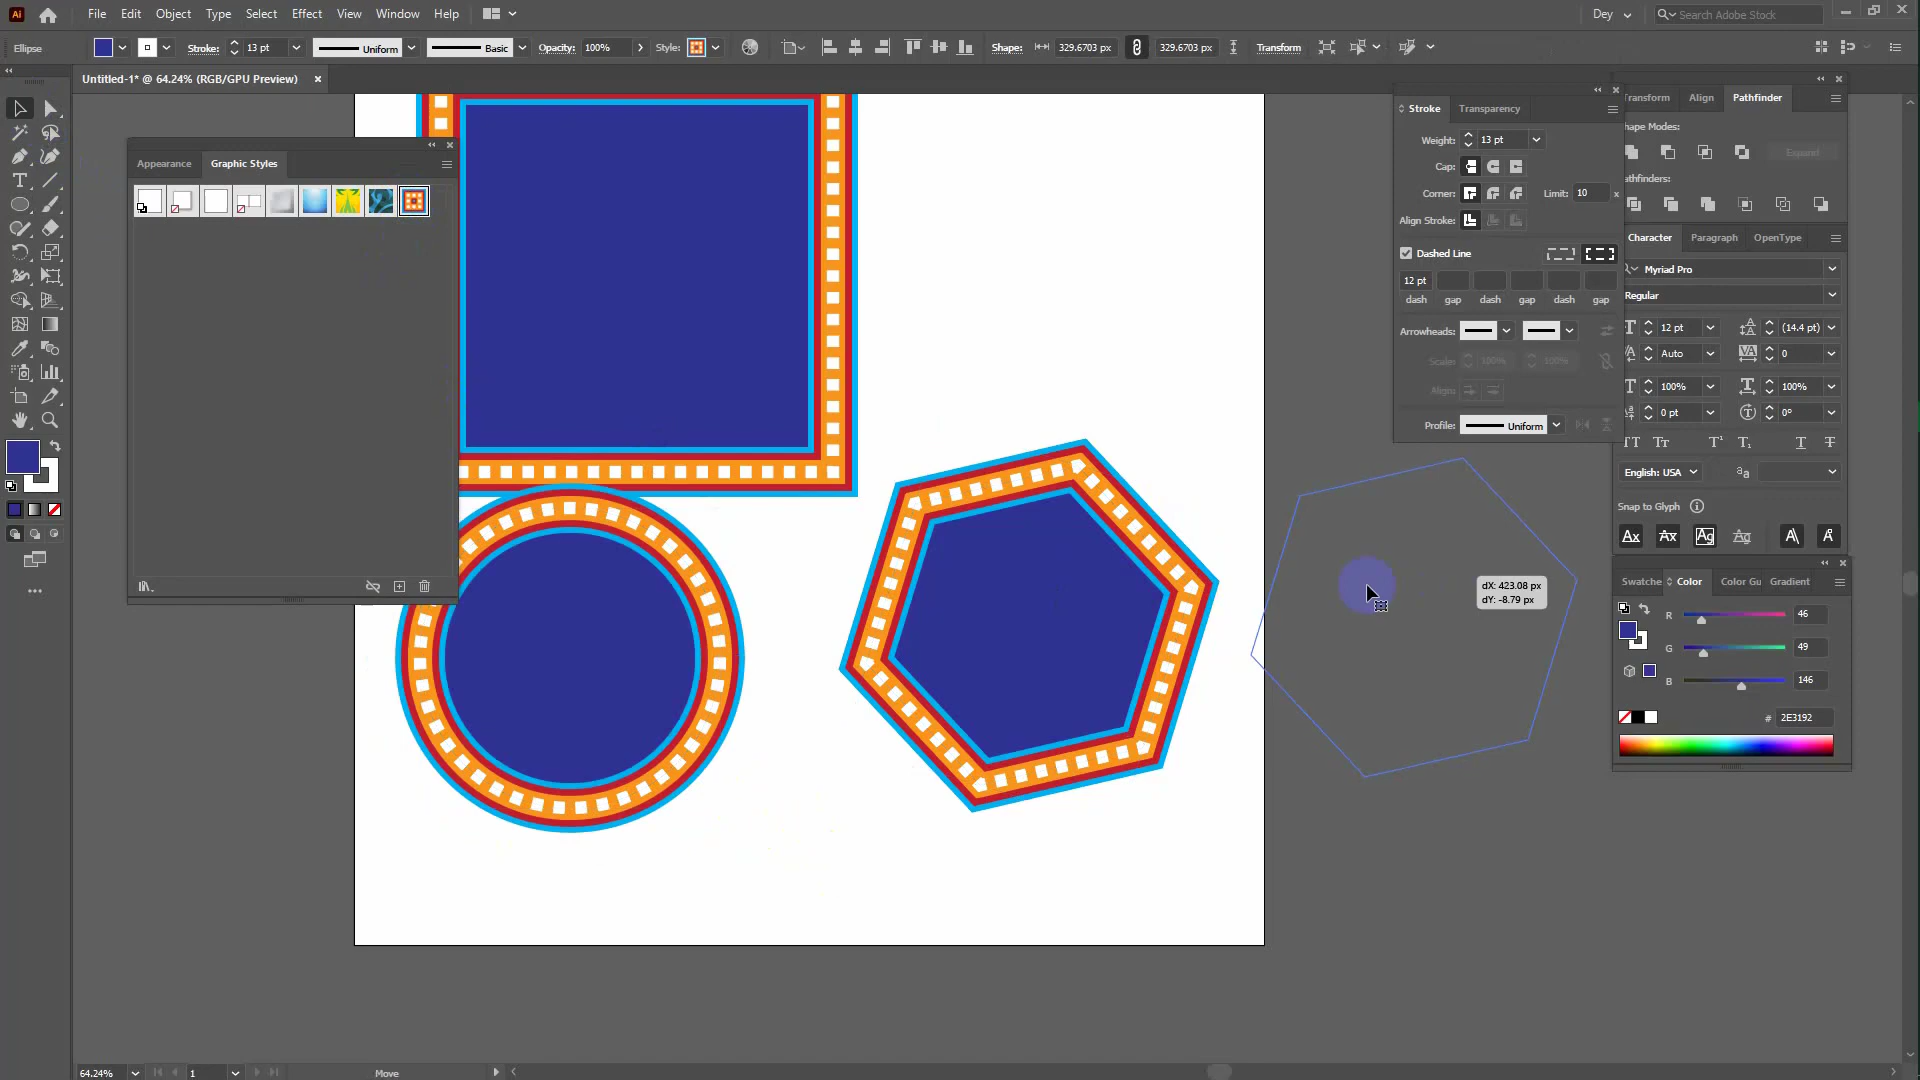 Ai File Edit Object Type Select Effect View Window Help Dey Search Adobe Stock
Ellipse Stroke: 13 pt Uniform Basic Opacity: 100% Style: Shape: 329.6703 px 329.6703 px Transform
Untitled-1* @ 64.24% (RGB/GPU Preview)
Appearance Graphic Styles
Stroke Transparency
Weight: 13 pt
Cap:
Corner: Limit: 10 x
Align Stroke:
Dashed Line
12 pt
dash gap dash gap dash gap
Arrowheads:
Scale: 100% 100%
Align:
Profile: Uniform
Transform Align Pathfinder
Shape Modes:
Expand
Pathfinders:
Character Paragraph OpenType
Myriad Pro
Regular
12 pt (14.4 pt)
Auto 0
100% 100%
0 pt 0°
English: USA
Snap to Glyph
Swatche Color Color Gu Gradient
R 46
G 49
B 146
# 2E3192
dX: 423.08 px
dY: -8.79 px
64.24% 1 Move